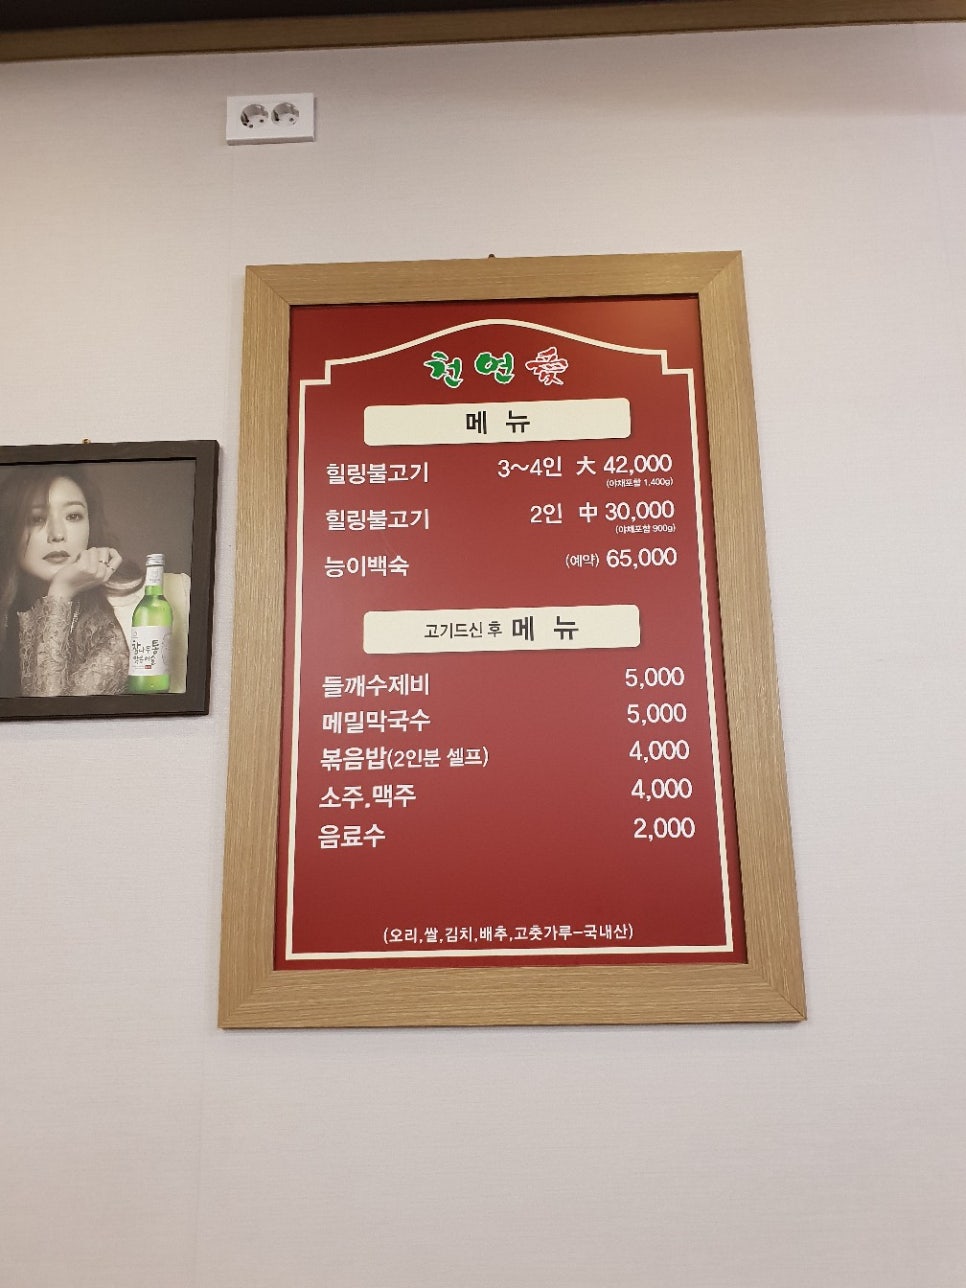 천연愛
메 뉴
힐링불고기 3~4인 大 42,000
(야채포함 1,400g)
힐링불고기 2인 中 30,000
(야채포함 900g)
능이백숙 (예약) 65,000
고기드신 후 메 뉴
들깨수제비 5,000
메밀막국수 5,000
볶음밥(2인분 셀프) 4,000
소주.맥주 4,000
음료수 2,000
(오리,쌀,김치,배추,고춧가루-국내산)